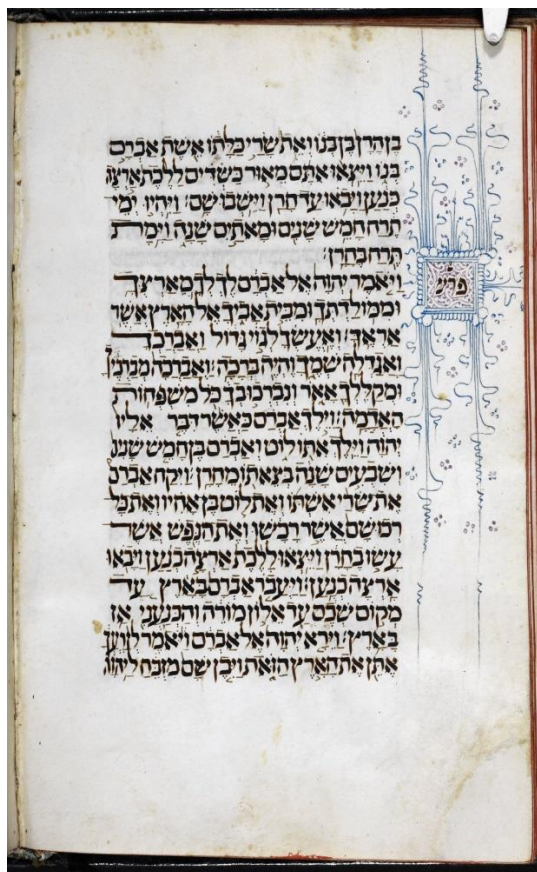 בן הרן בן בנו ואת שרי כלתו אשת אברם
בנו ויצאו אתם מאור כשדים ללכת ארצה
כנען ויבאו עד חרן וישבו שם׃ ויהיו ימי
תרח חמש שנים ומאתים שנה וימת
תרח בחרן׃
פרש
ויאמר יהוה אל אברם לך לך מארצך
וממולדתך ומבית אביך אל הארץ אשר
אראך׃ ואעשך לגוי גדול ואברכך
ואגדלה שמך והיה ברכה׃ ואברכה מברכיך
ומקללך אאר ונברכו בך כל משפחות
האדמה׃ וילך אברם כאשר דבר אליו
יהוה וילך אתו לוט ואברם בן חמש שנים
ושבעים שנה בצאתו מחרן׃ ויקח אברם
את שרי אשתו ואת לוט בן אחיו ואת כל
רכושם אשר רכשו ואת הנפש אשר
עשו בחרן ויצאו ללכת ארצה כנען ויבאו
ארצה כנען׃ ויעבר אברם בארץ עד
מקום שכם עד אלון מורה והכנעני אז
בארץ׃ וירא יהוה אל אברם ויאמר לזרעך
אתן את הארץ הזאת ויבן שם מזבח ליהוה